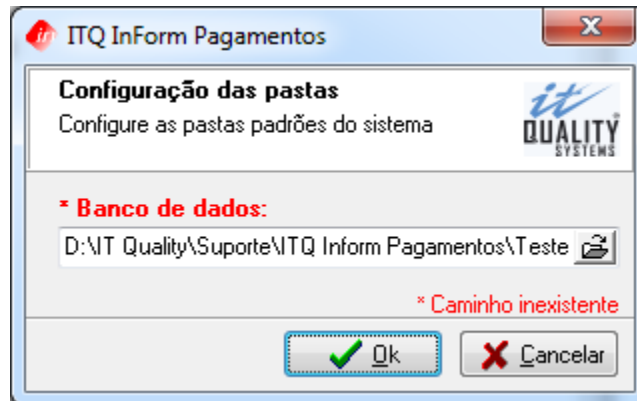 ITQ InForm Pagamentos
Configuração das pastas
Configure as pastas padrões do sistema
it
QUALITY
SYSTEMS
* Banco de dados:
D:\IT Quality\Suporte\ITQ Inform Pagamentos\Teste
* Caminho inexistente
Ok
Cancelar